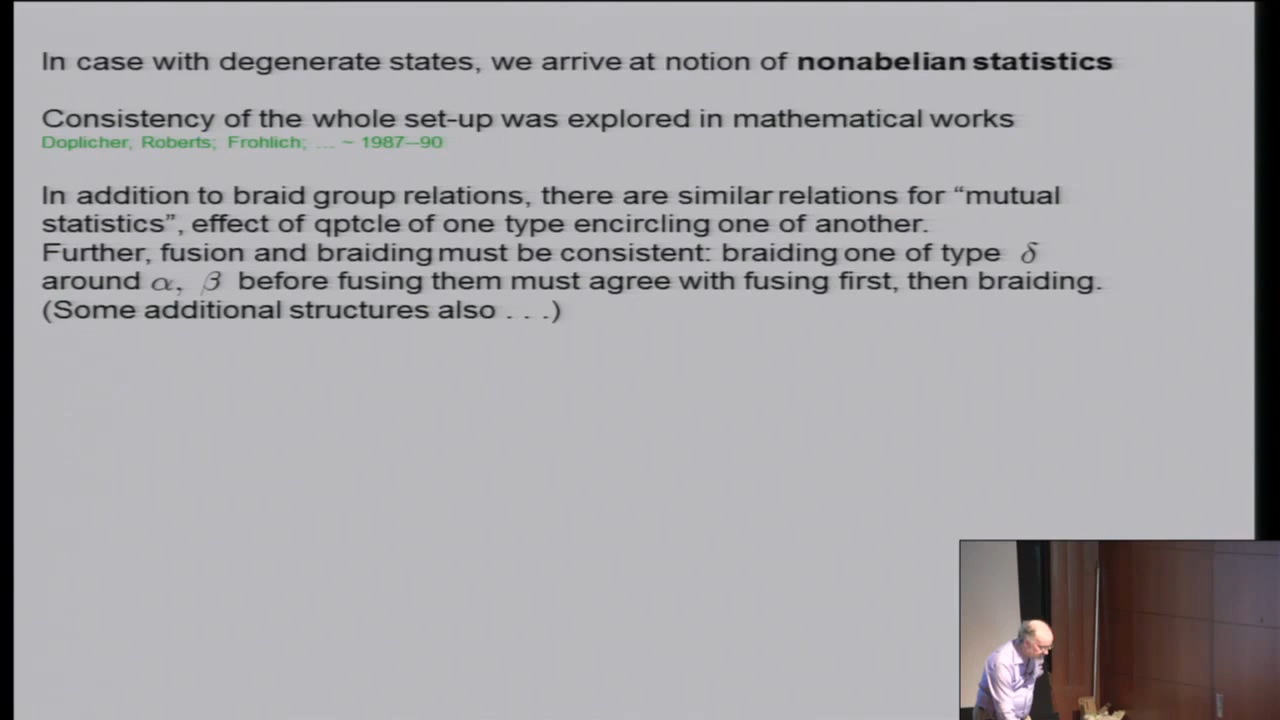 In case with degenerate states, we arrive at notion of nonabelian statistics
Consistency of the whole set-up was explored in mathematical works
Doplicher, Roberts; Frohlich; ... ~ 1987–90
In addition to braid group relations, there are similar relations for “mutual
statistics”, effect of qptcle of one type encircling one of another.
Further, fusion and braiding must be consistent: braiding one of type δ
around α, β before fusing them must agree with fusing first, then braiding.
(Some additional structures also . . .)